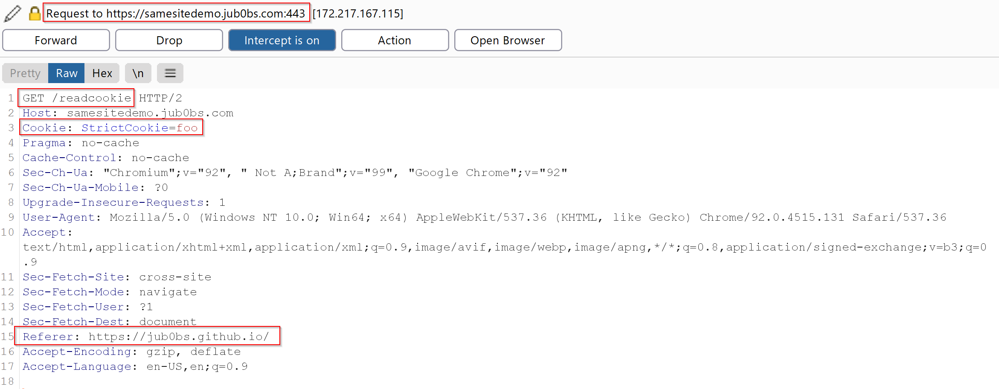 Request to https://samesitedemo.jub0bs.com:443 [172.217.167.115]
Forward Drop Intercept is on Action Open Browser
Pretty Raw Hex \n
1 GET /readcookie HTTP/2
2 Host: samesitedemo.jub0bs.com
3 Cookie: StrictCookie=foo
4 Pragma: no-cache
5 Cache-Control: no-cache
6 Sec-Ch-Ua: "Chromium";v="92", " Not A;Brand";v="99", "Google Chrome";v="92"
7 Sec-Ch-Ua-Mobile: ?0
8 Upgrade-Insecure-Requests: 1
9 User-Agent: Mozilla/5.0 (Windows NT 10.0; Win64; x64) AppleWebKit/537.36 (KHTML, like Gecko) Chrome/92.0.4515.131 Safari/537.36
10 Accept:
text/html,application/xhtml+xml,application/xml;q=0.9,image/avif,image/webp,image/apng,*/*;q=0.8,application/signed-exchange;v=b3;q=0
.9
11 Sec-Fetch-Site: cross-site
12 Sec-Fetch-Mode: navigate
13 Sec-Fetch-User: ?1
14 Sec-Fetch-Dest: document
15 Referer: https://jub0bs.github.io/
16 Accept-Encoding: gzip, deflate
17 Accept-Language: en-US,en;q=0.9
18